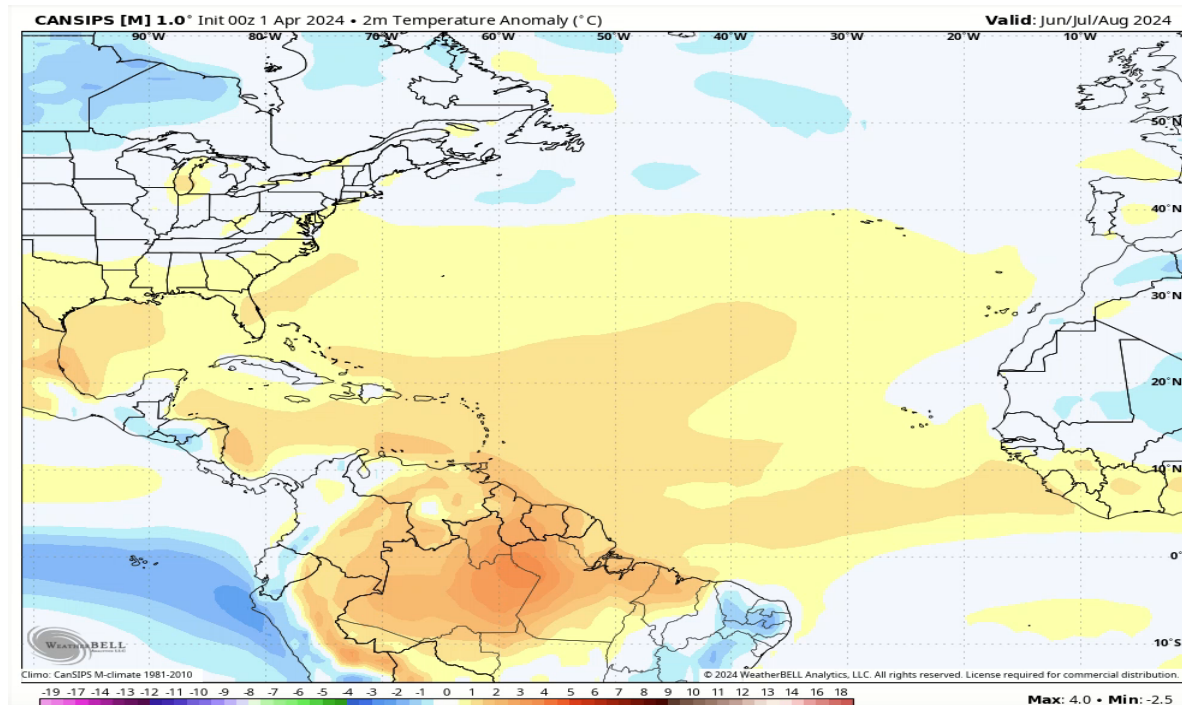 CANSIPS [M] 1.0° Init 00z 1 Apr 2024 • 2m Temperature Anomaly (°C)
Valid: Jun/Jul/Aug 2024
90°W 80°W 70°W 60°W 50°W 40°W 30°W 20°W 10°W
50°N
40°N
30°N
20°N
10°N
0°
10°S
WEATHERBELL
Climo: CanSIPS M-climate 1981-2010
© 2024 WeatherBELL Analytics, LLC. All rights reserved. License required for commercial distribution.
-19 -17 -14 -13 -12 -11 -10 -9 -8 -7 -6 -5 -4 -3 -2 -1 0 1 2 3 4 5 6 7 8 9 10 11 12 13 14 16 18
Max: 4.0 • Min: -2.5